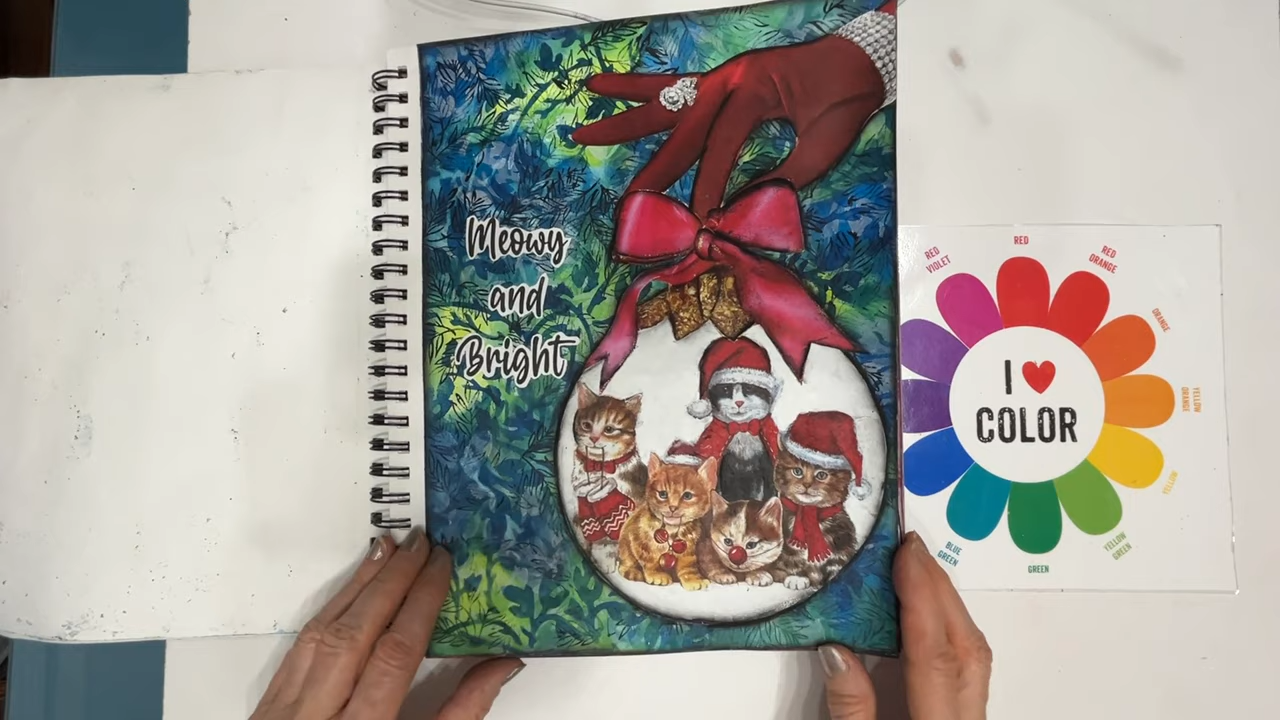 Meowy
and
Bright
RED
VIOLET
RED
RED
ORANGE
ORANGE
YELLOW
ORANGE
YELLOW
YELLOW
GREEN
GREEN
BLUE
GREEN
I ❤
COLOR